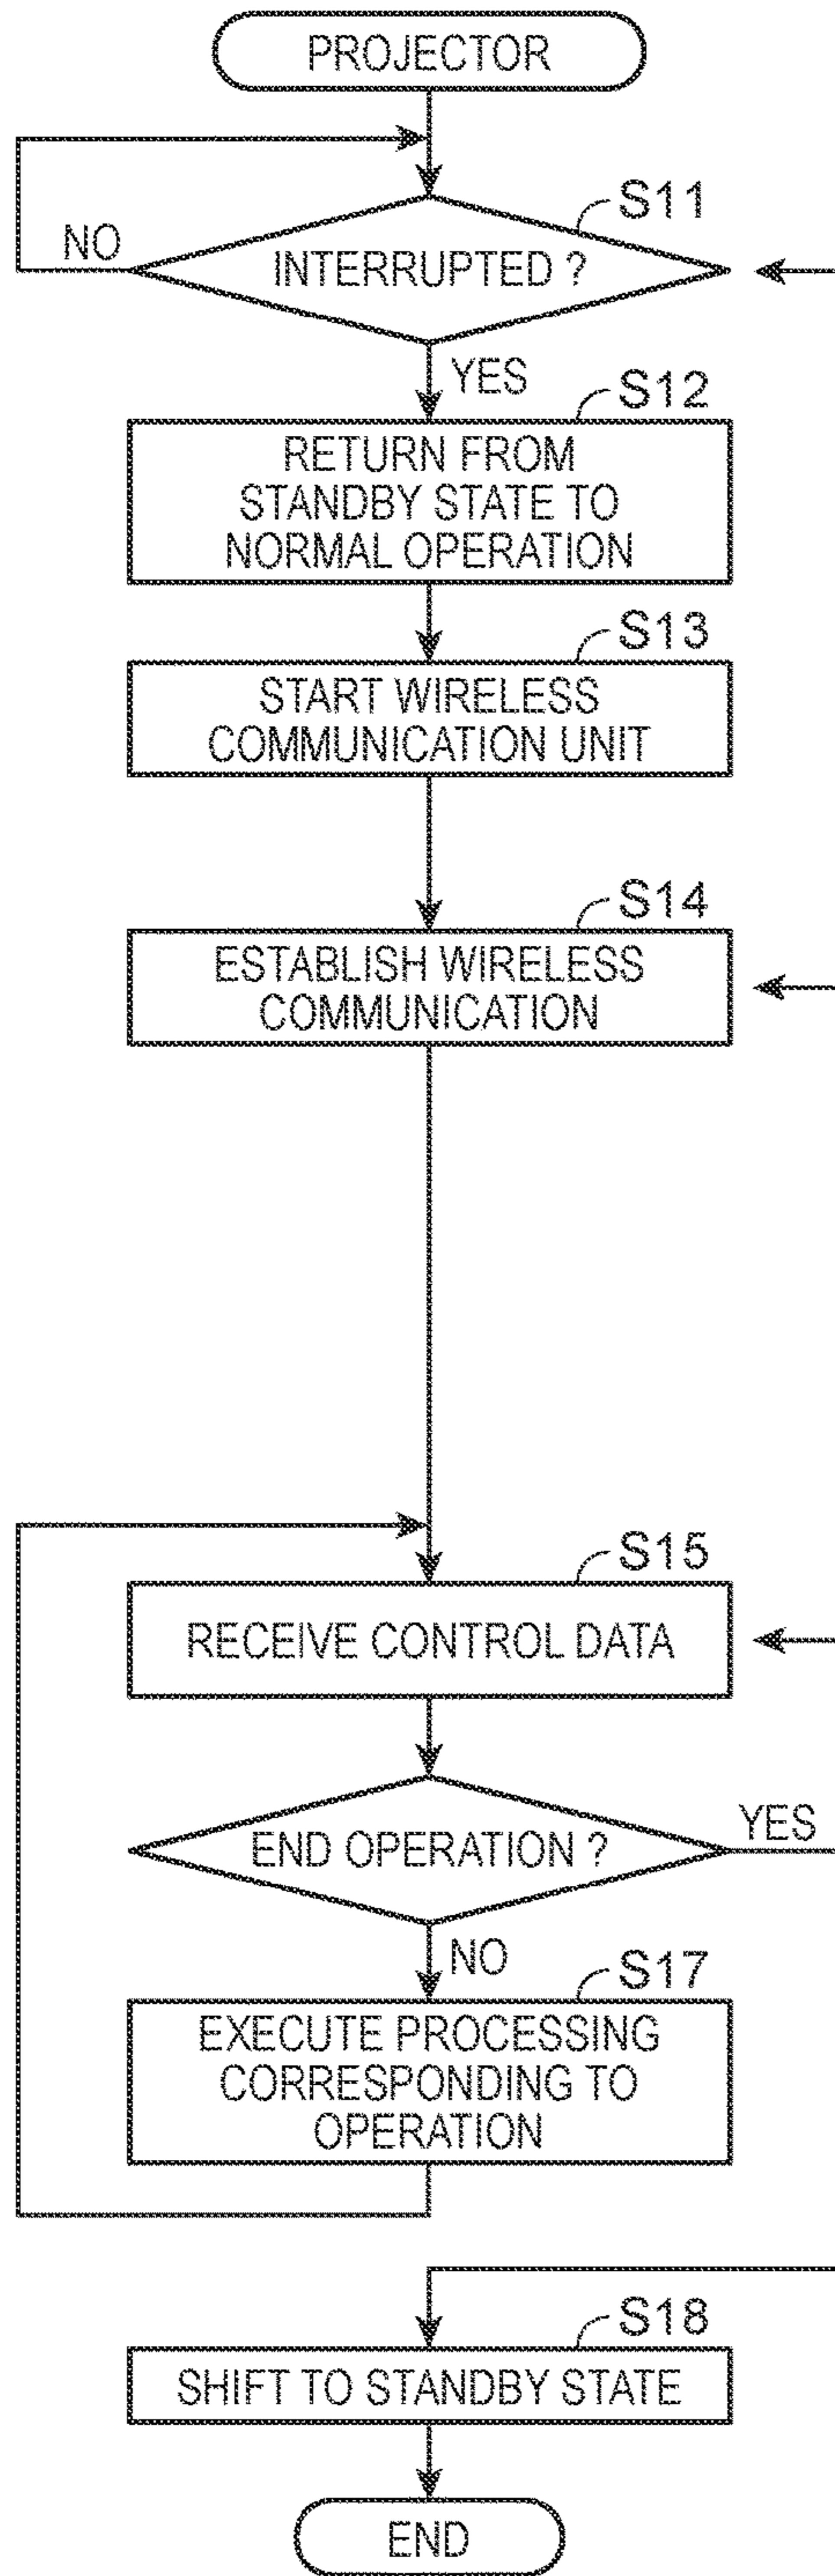 PROJECTOR
S11
NO
INTERRUPTED ?
YES
S12
RETURN FROM
STANDBY STATE TO
NORMAL OPERATION
S13
START WIRELESS
COMMUNICATION UNIT
S14
ESTABLISH WIRELESS
COMMUNICATION
S15
RECEIVE CONTROL DATA
YES
END OPERATION ?
NO
S17
EXECUTE PROCESSING
CORRESPONDING TO
OPERATION
S18
SHIFT TO STANDBY STATE
END